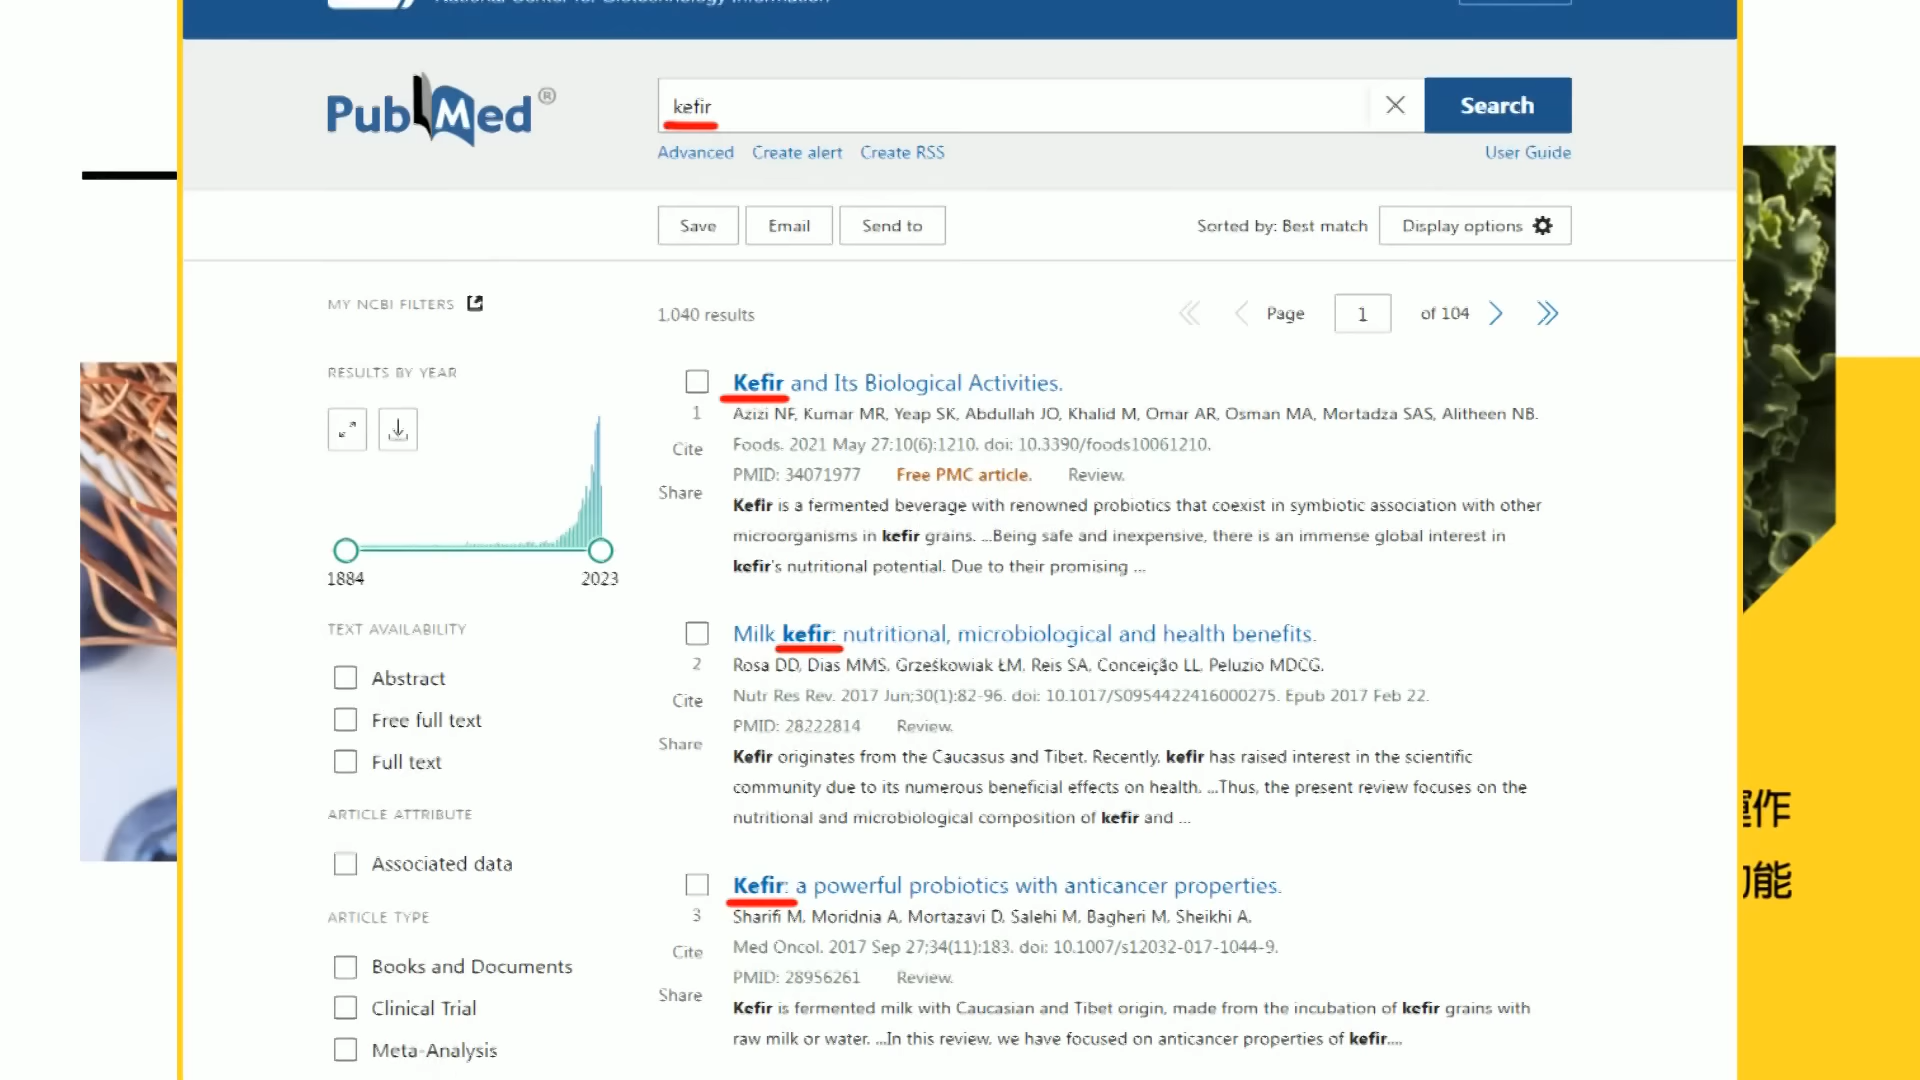 National Center for Biotechnology Information
PubMed®
kefir
Search
Advanced
Create alert
Create RSS
User Guide
Save
Email
Send to
Sorted by: Best match
Display options
MY NCBI FILTERS
1,040 results
Page
1
of 104
RESULTS BY YEAR
1884
2023
Kefir and Its Biological Activities.
1
Azizi NF, Kumar MR, Yeap SK, Abdullah JO, Khalid M, Omar AR, Osman MA, Mortadza SAS, Alitheen NB.
Cite
Foods. 2021 May 27;10(6):1210. doi: 10.3390/foods10061210.
PMID: 34071977
Free PMC article.
Review.
Share
Kefir is a fermented beverage with renowned probiotics that coexist in symbiotic association with other
microorganisms in kefir grains. ...Being safe and inexpensive, there is an immense global interest in
kefir's nutritional potential. Due to their promising ...
TEXT AVAILABILITY
Abstract
Free full text
Full text
ARTICLE ATTRIBUTE
Associated data
ARTICLE TYPE
Books and Documents
Clinical Trial
Meta-Analysis
Milk kefir: nutritional, microbiological and health benefits.
2
Rosa DD, Dias MMS, Grześkowiak ŁM, Reis SA, Conceição LL, Peluzio MDCG.
Cite
Nutr Res Rev. 2017 Jun;30(1):82-96. doi: 10.1017/S0954422416000275. Epub 2017 Feb 22.
PMID: 28222814
Review.
Share
Kefir originates from the Caucasus and Tibet. Recently, kefir has raised interest in the scientific
community due to its numerous beneficial effects on health. ...Thus, the present review focuses on the
nutritional and microbiological composition of kefir and ...
Kefir: a powerful probiotics with anticancer properties.
3
Sharifi M, Moridnia A, Mortazavi D, Salehi M, Bagheri M, Sheikhi A.
Cite
Med Oncol. 2017 Sep 27;34(11):183. doi: 10.1007/s12032-017-1044-9.
PMID: 28956261
Review.
Share
Kefir is fermented milk with Caucasian and Tibet origin, made from the incubation of kefir grains with
raw milk or water. ...In this review, we have focused on anticancer properties of kefir....
運作
功能